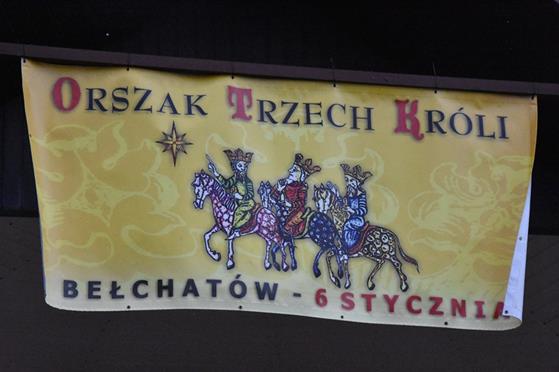 ORSZAK TRZECH KRÓLI
BEŁCHATÓW - 6 STYCZNIA